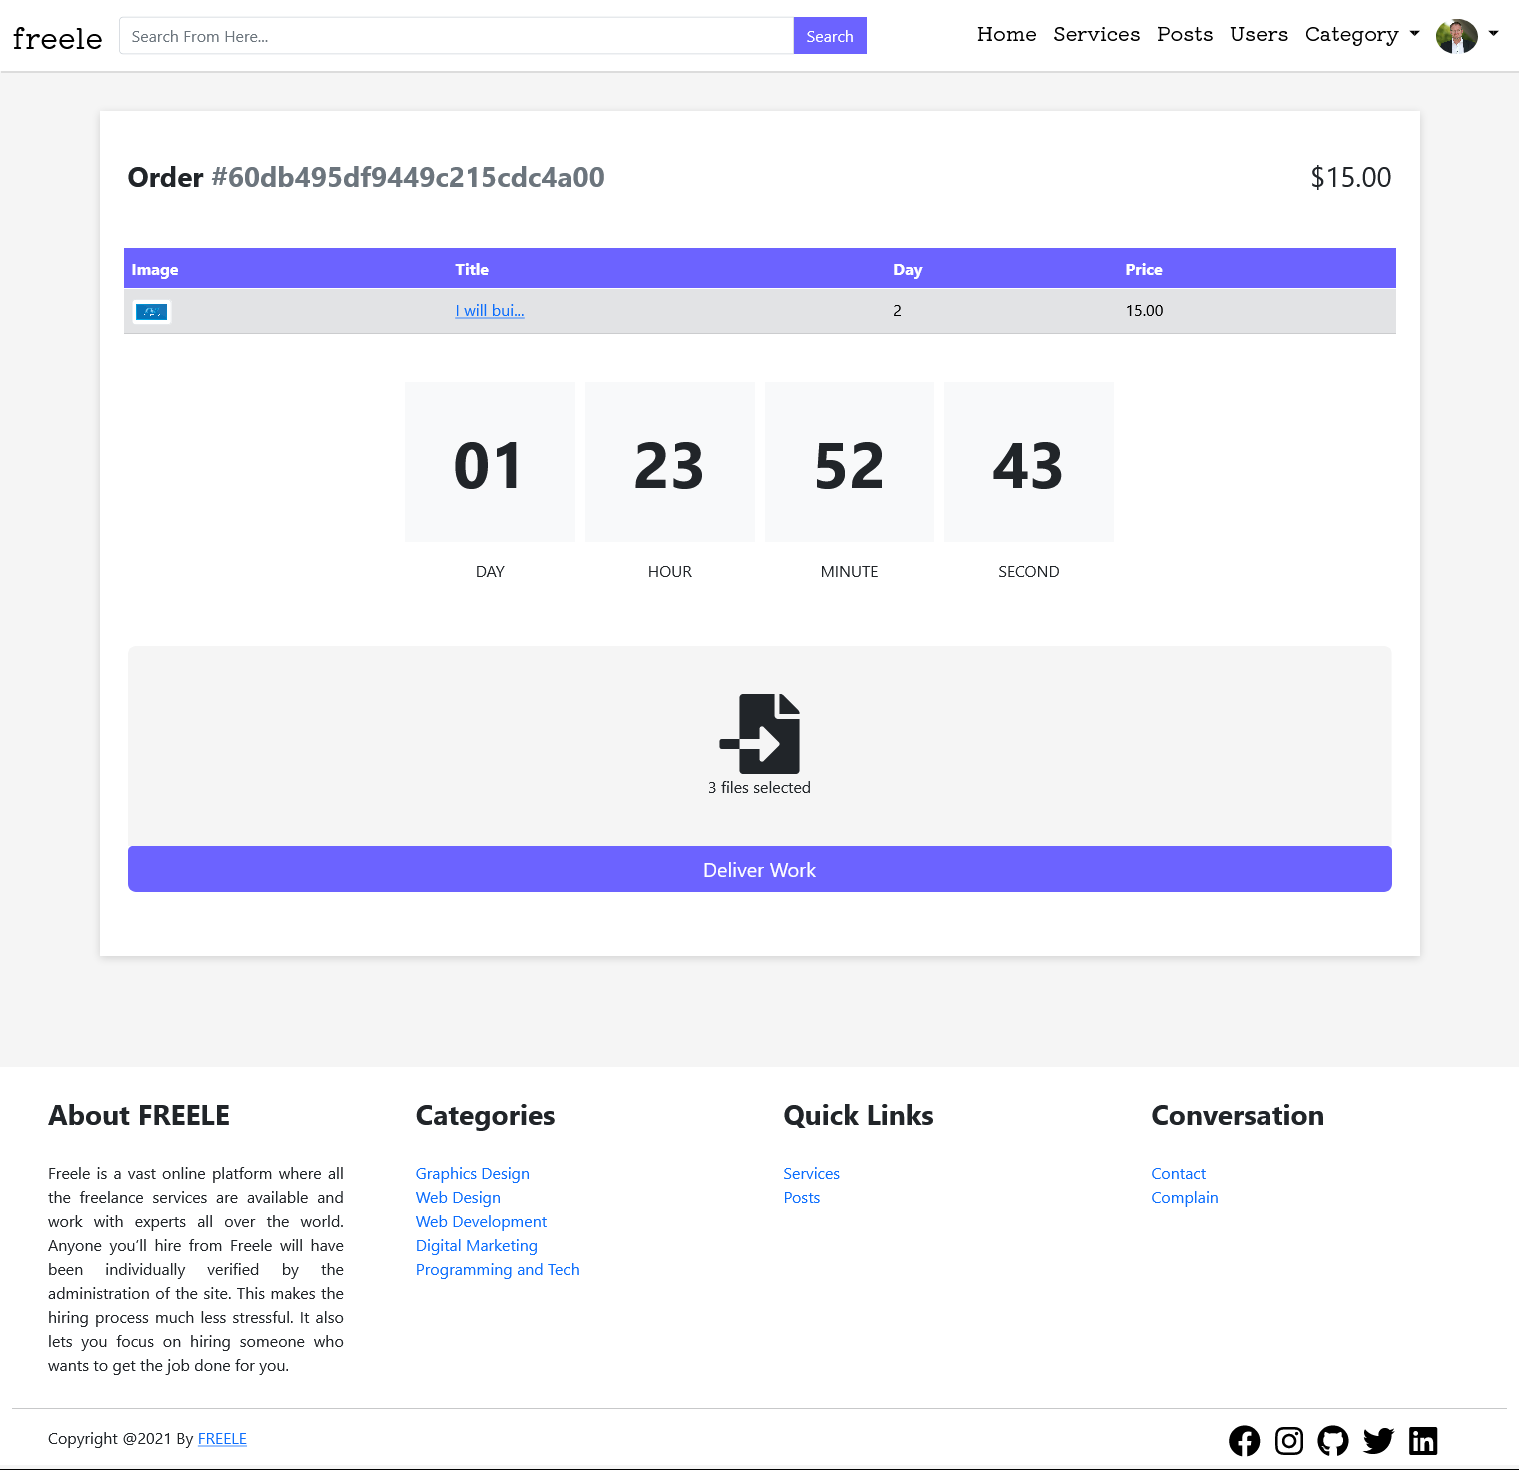 freele
Search From Here...
Search
Home Services Posts Users Category
Order #60db495df9449c215cdc4a00
$15.00
Image Title Day Price
I will bui... 2 15.00
01 23 52 43
DAY HOUR MINUTE SECOND
3 files selected
Deliver Work
About FREELE
Freele is a vast online platform where all
the freelance services are available and
work with experts all over the world.
Anyone you'll hire from Freele will have
been individually verified by the
administration of the site. This makes the
hiring process much less stressful. It also
lets you focus on hiring someone who
wants to get the job done for you.
Categories
Graphics Design
Web Design
Web Development
Digital Marketing
Programming and Tech
Quick Links
Services
Posts
Conversation
Contact
Complain
Copyright @2021 By FREELE